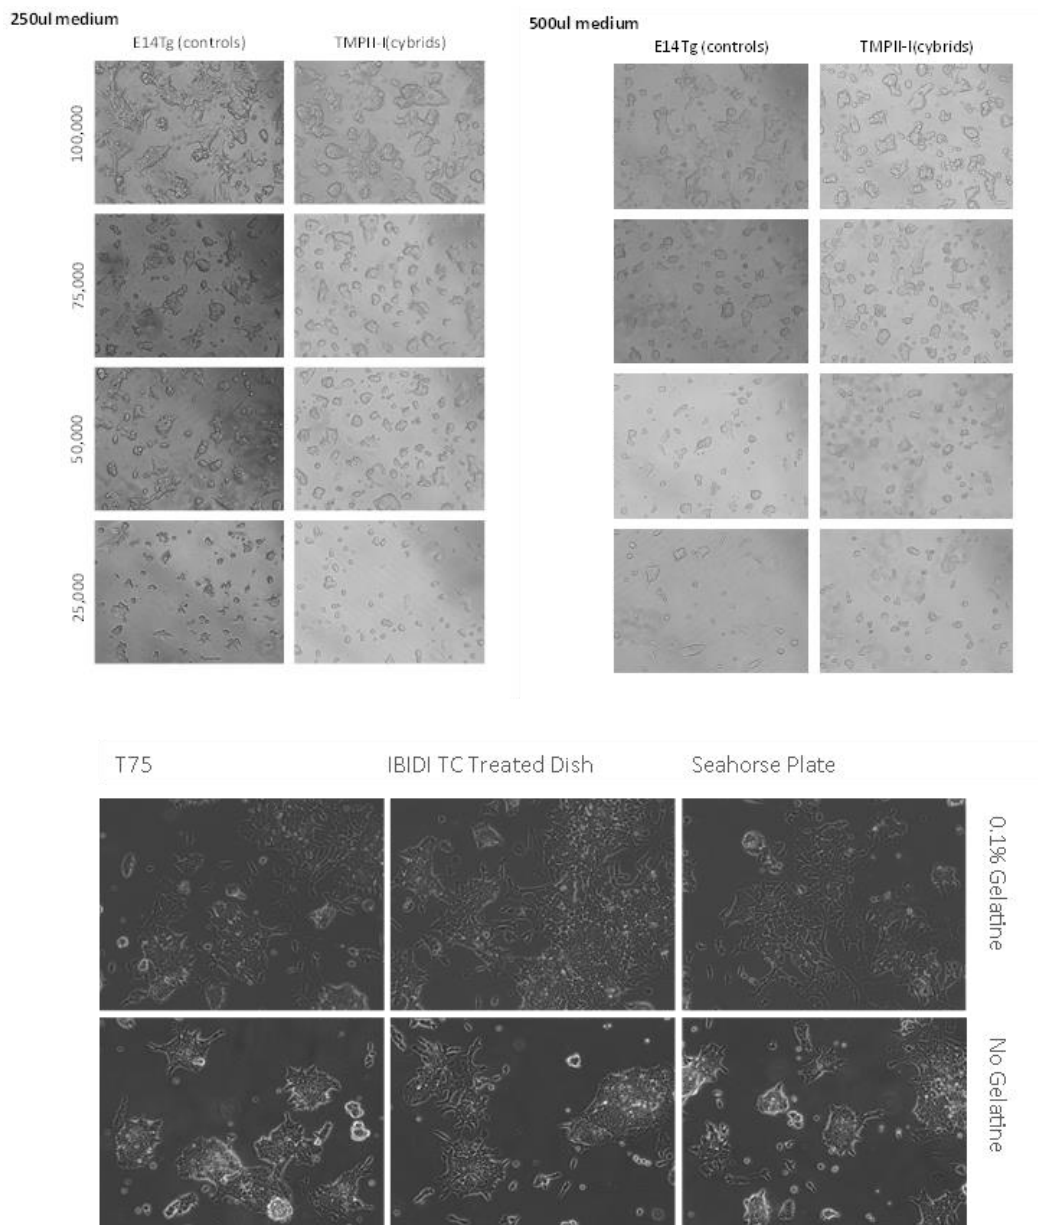 250ul medium
E14Tg (controls) TMPII-I(cybrids)
100,000
75,000
50,000
25,000
500ul medium
E14Tg (controls) TMPII-I(cybrids)
T75 IBIDI TC Treated Dish Seahorse Plate
0.1% Gelatine
No Gelatine